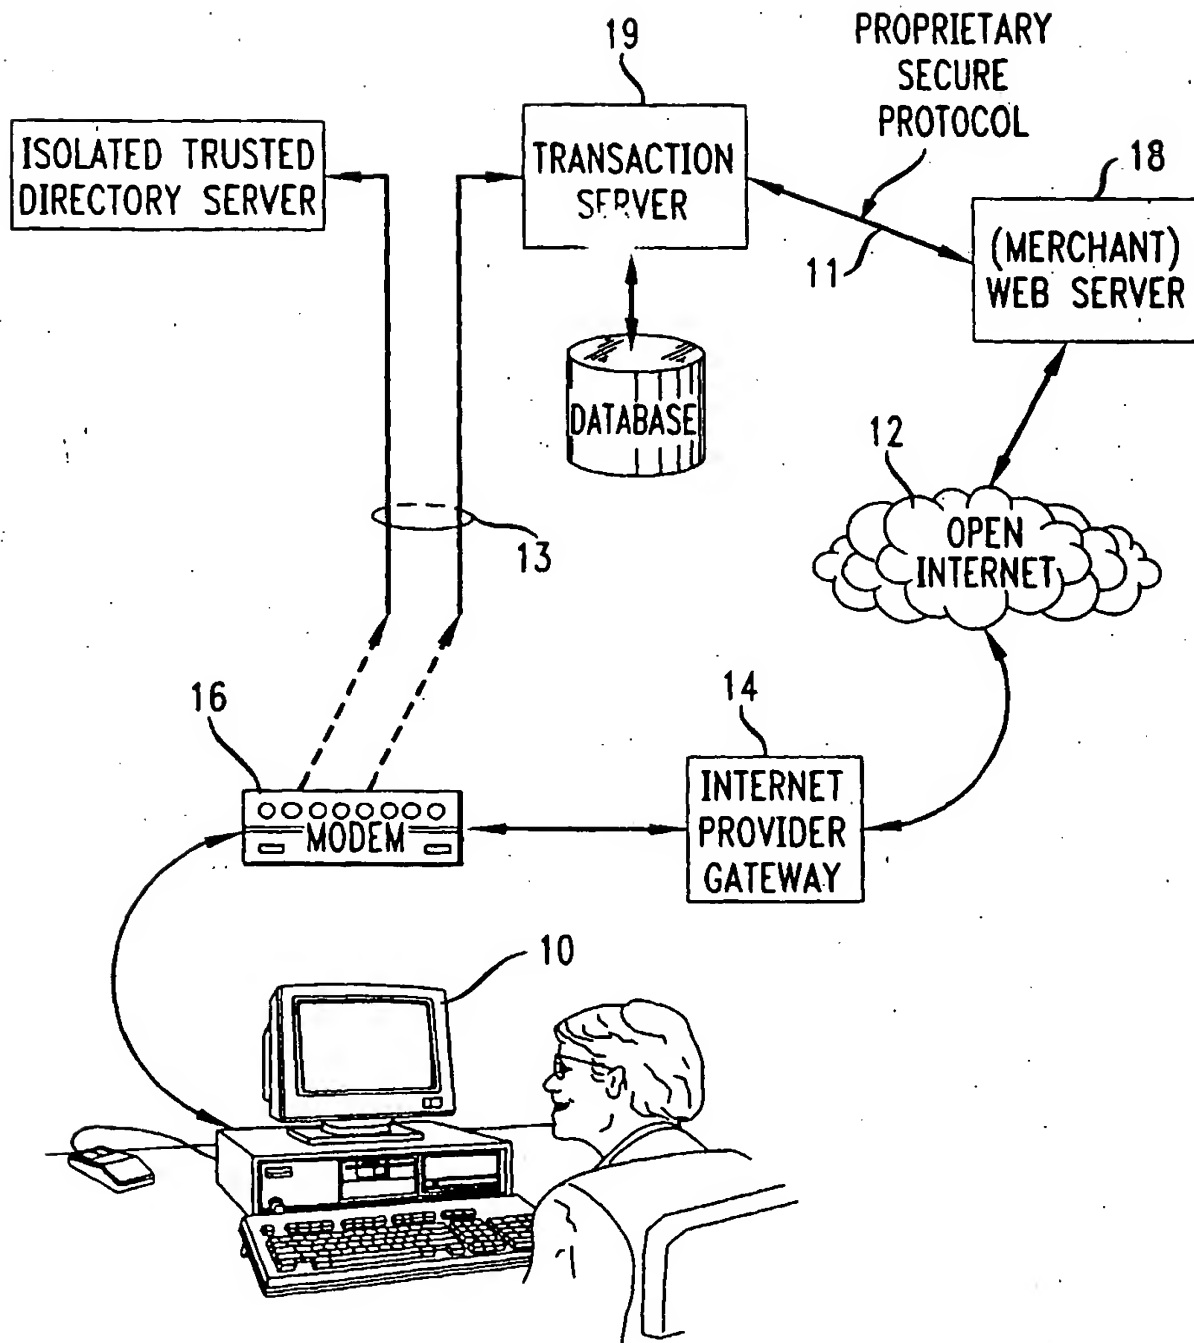 19
PROPRIETARY
SECURE
PROTOCOL
ISOLATED TRUSTED
DIRECTORY SERVER
TRANSACTION
SERVER
18
(MERCHANT)
WEB SERVER
11
DATABASE
12
OPEN
INTERNET
13
16
14
MODEM
INTERNET
PROVIDER
GATEWAY
10